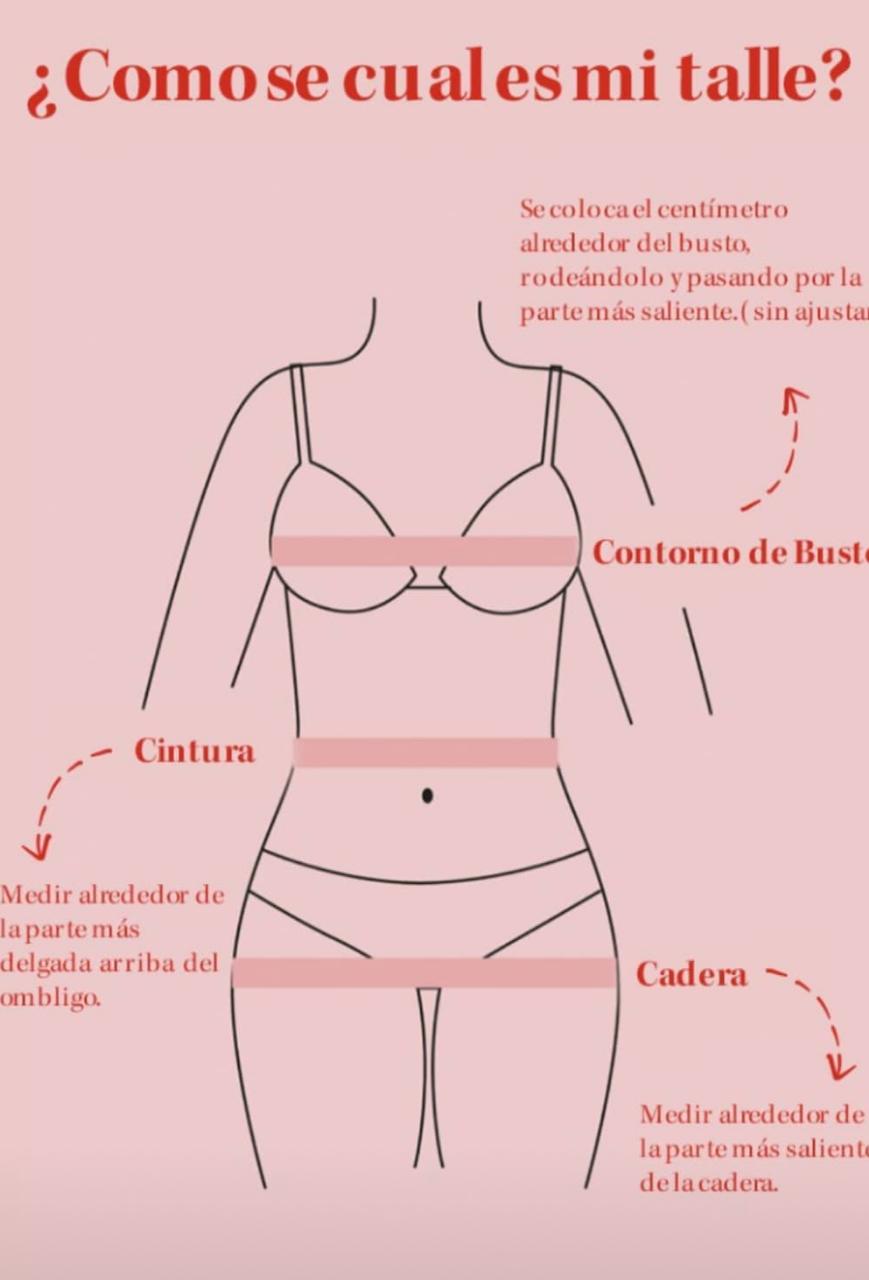 ¿Como se cual es mi talle?
Se coloca el centímetro
alrededor del busto,
rodeándolo y pasando por la
parte más saliente.( sin ajustar
Contorno de Busto
Cintura
Medir alrededor de
la parte más
delgada arriba del
ombligo.
Cadera
Medir alrededor de
la parte más saliente
de la cadera.